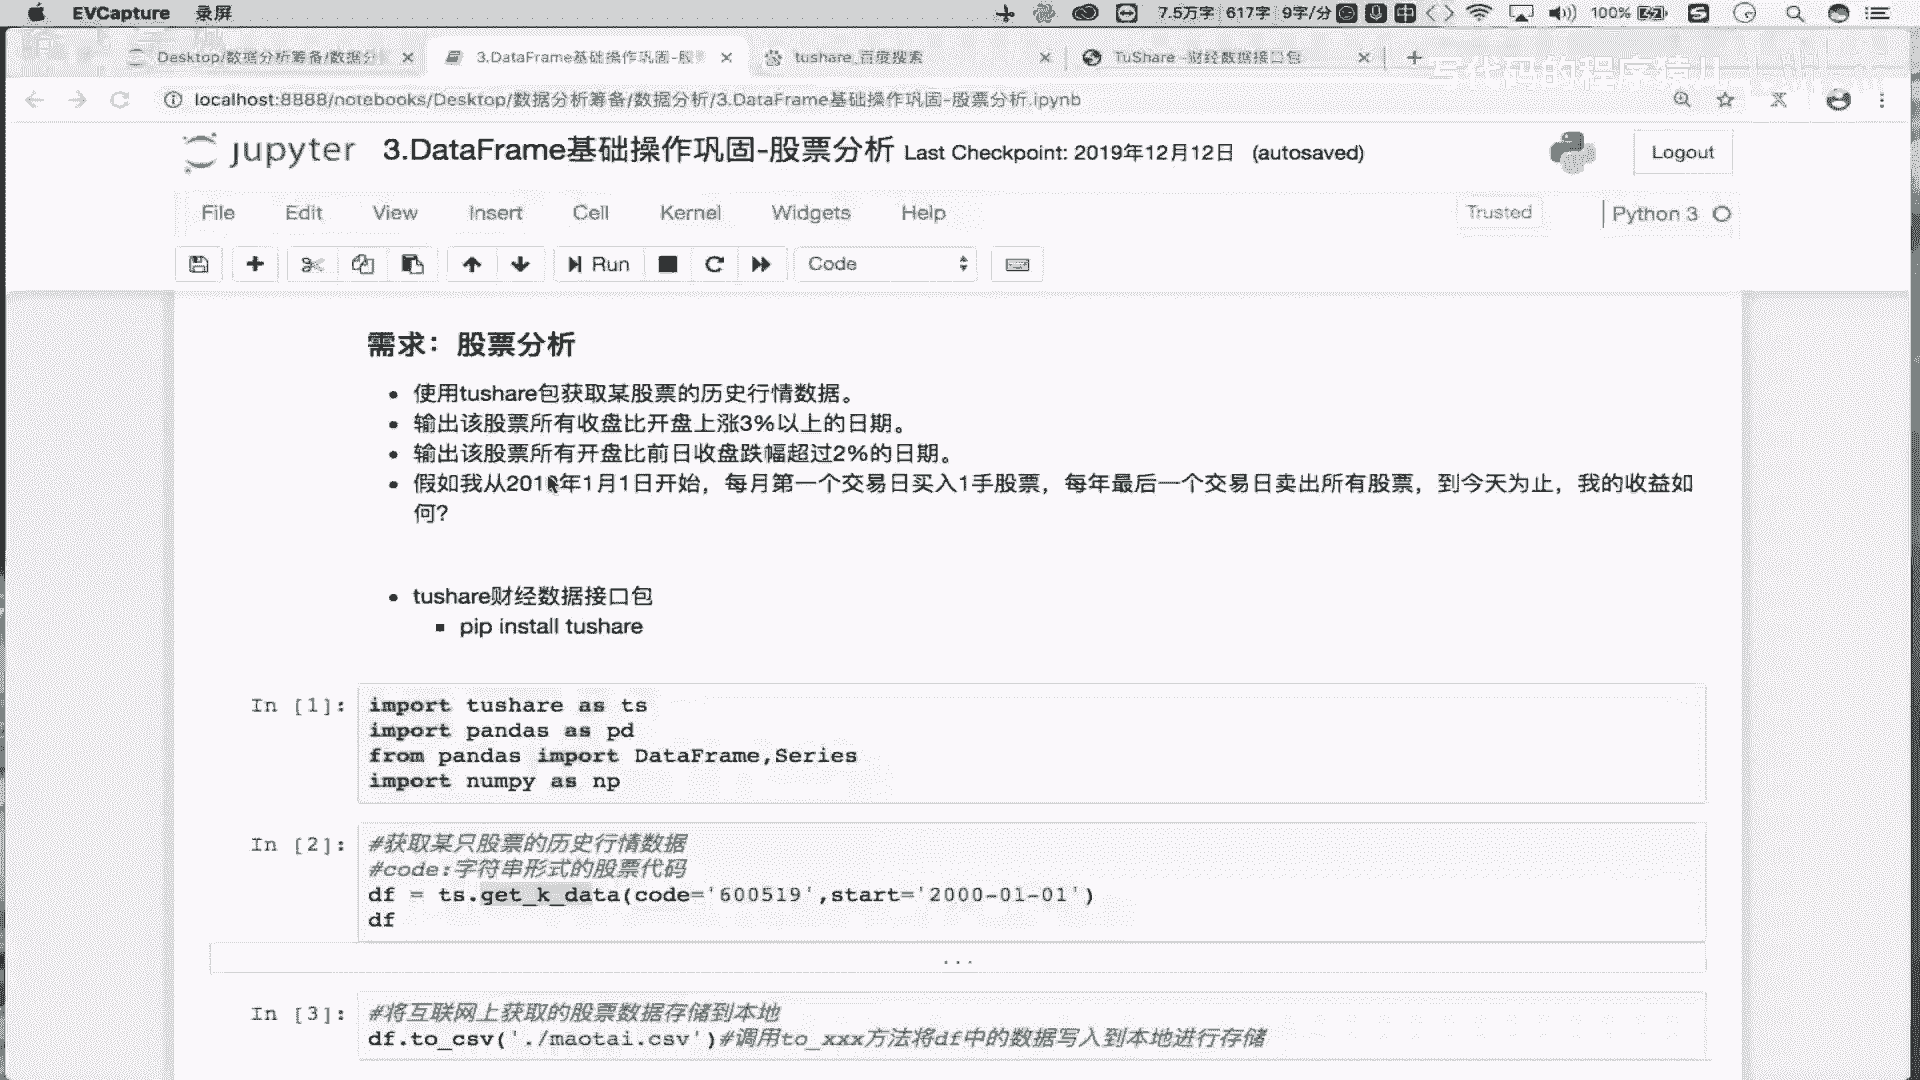 EVCapture 录屏 7.5万字 617字 9字/分 中 100%
Desktop/数据分析筹备/数据分 3.DataFrame基础操作巩固-股 tushare_百度搜索 TuShare -财经数据接口包
写代码的程序猿儿
localhost:8888/notebooks/Desktop/数据分析筹备/数据分析/3.DataFrame基础操作巩固-股票分析.ipynb
jupyter 3.DataFrame基础操作巩固-股票分析 Last Checkpoint: 2019年12月12日 (autosaved) Logout
File Edit View Insert Cell Kernel Widgets Help Trusted Python 3
Run Code
需求：股票分析
使用tushare包获取某股票的历史行情数据。
输出该股票所有收盘比开盘上涨3%以上的日期。
输出该股票所有开盘比前日收盘跌幅超过2%的日期。
假如我从年1月1日开始，每月第一个交易日买入1手股票，每年最后一个交易日卖出所有股票，到今天为止，我的收益如
何？
tushare财经数据接口包
pip install tushare
In [1]: import tushare as ts
import pandas as pd
from pandas import DataFrame,Series
import numpy as np
In [2]: #获取某只股票的历史行情数据
#code:字符串形式的股票代码
df = ts.get_k_data(code='600519',start='2000-01-01')
df
...
In [3]: #将互联网上获取的股票数据存储到本地
df.to_csv('./maotai.csv')#调用to_xxx方法将df中的数据写入到本地进行存储